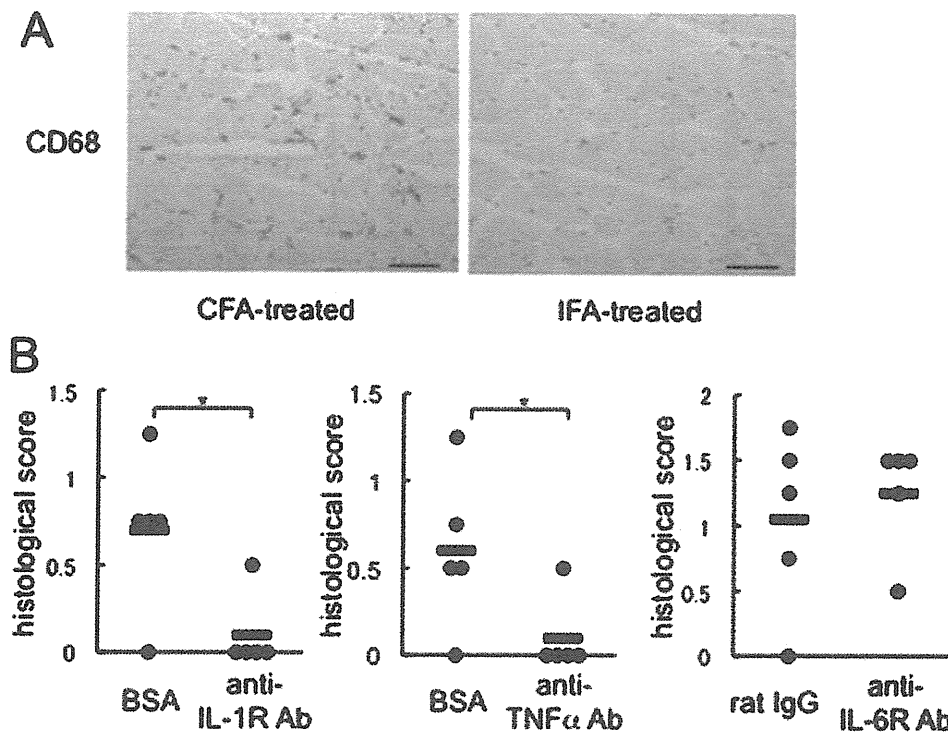 A
CD68
CFA-treated
IFA-treated
B
histological score
1.5
1
0.5
0
*
BSA
anti-
IL-1R Ab
histological score
1.5
1
0.5
0
*
BSA
anti-
TNFα Ab
histological score
2
1.5
1
0.5
0
rat IgG
anti-
IL-6R Ab